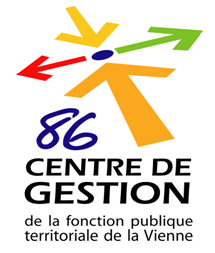 86
CENTRE DE
GESTION
de la fonction publique
territoriale de la Vienne